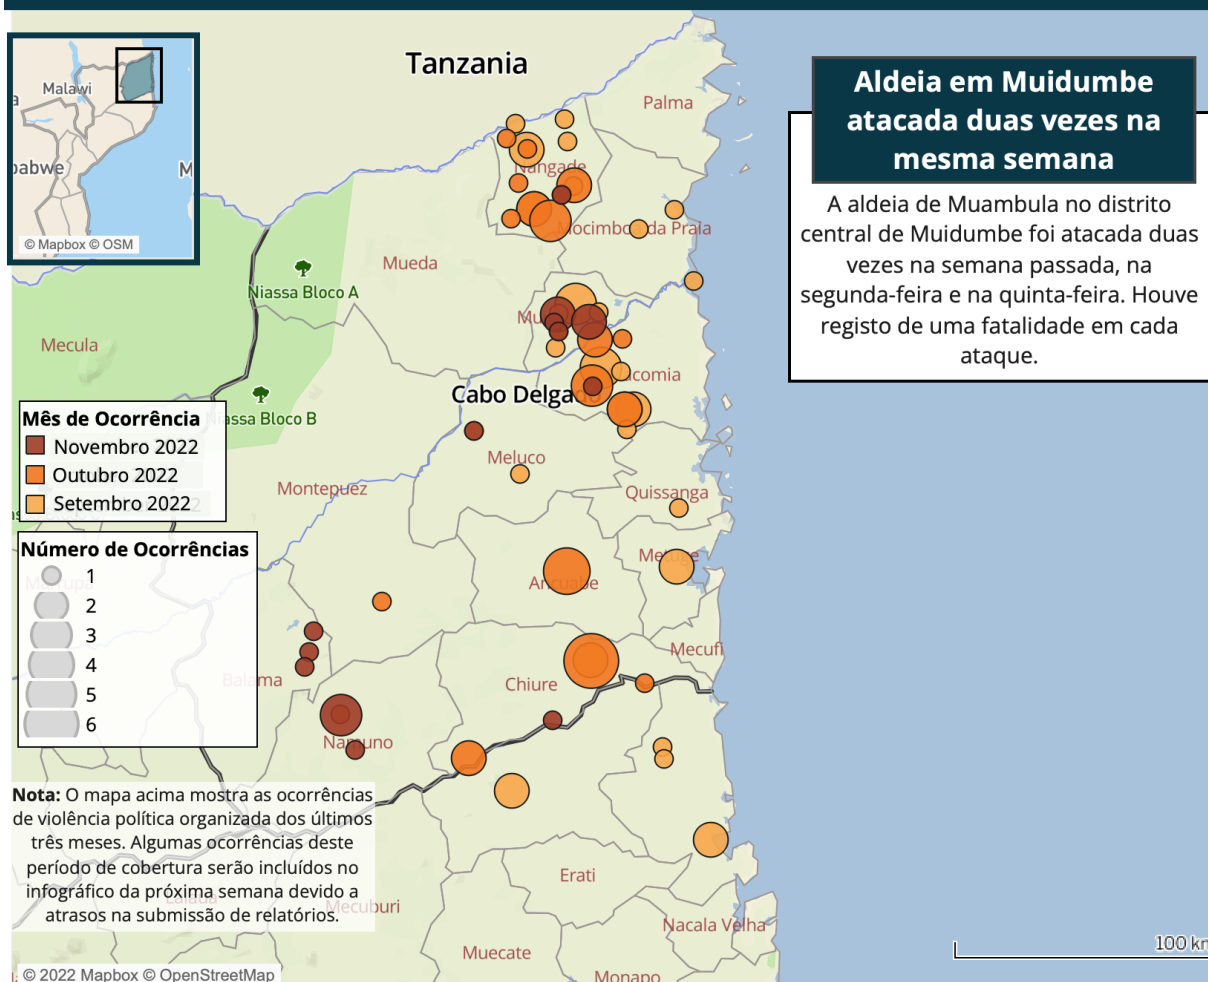 Malawi
© Mapbox © OSM
Tanzania
Palma
Nangade
Mocimboa da Praia
Mueda
Niassa Bloco A
Mecula
Niassa Bloco B
Cabo Delgado
Meluco
Montepuez
Quissanga
Metuge
Ancuabe
Mecufi
Chiure
Balama
Namuno
Erati
Mecuburi
Nacala Velha
Muecate
Monapo
Aldeia em Muidumbe
atacada duas vezes na
mesma semana
A aldeia de Muambula no distrito
central de Muidumbe foi atacada duas
vezes na semana passada, na
segunda-feira e na quinta-feira. Houve
registo de uma fatalidade em cada
ataque.
Mês de Ocorrência
Novembro 2022
Outubro 2022
Setembro 2022
Número de Ocorrências
1
2
3
4
5
6
Nota: O mapa acima mostra as ocorrências
de violência política organizada dos últimos
três meses. Algumas ocorrências deste
período de cobertura serão incluídos no
infográfico da próxima semana devido a
atrasos na submissão de relatórios.
100 km
© 2022 Mapbox © OpenStreetMap